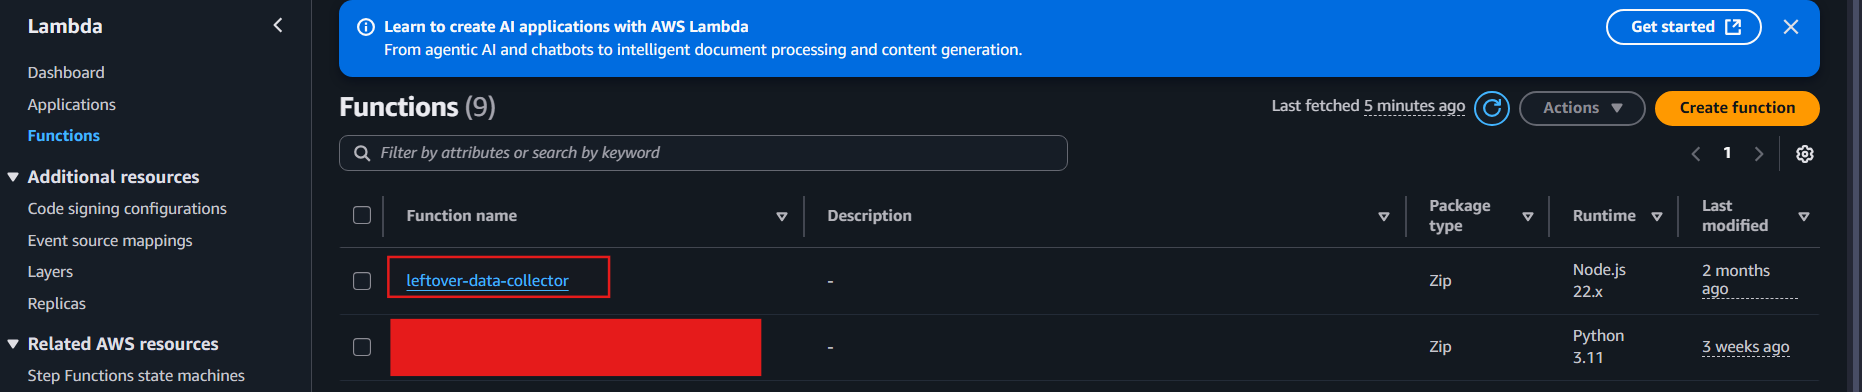 Lambda
Dashboard
Applications
Functions
Additional resources
Code signing configurations
Event source mappings
Layers
Replicas
Related AWS resources
Step Functions state machines
Learn to create AI applications with AWS Lambda
From agentic AI and chatbots to intelligent document processing and content generation.
Get started
Functions (9)
Last fetched 5 minutes ago
Actions
Create function
Filter by attributes or search by keyword
1
Function name
Description
Package
type
Runtime
Last
modified
leftover-data-collector
-
Zip
Node.js
22.x
2 months
ago
-
Zip
Python
3.11
3 weeks ago